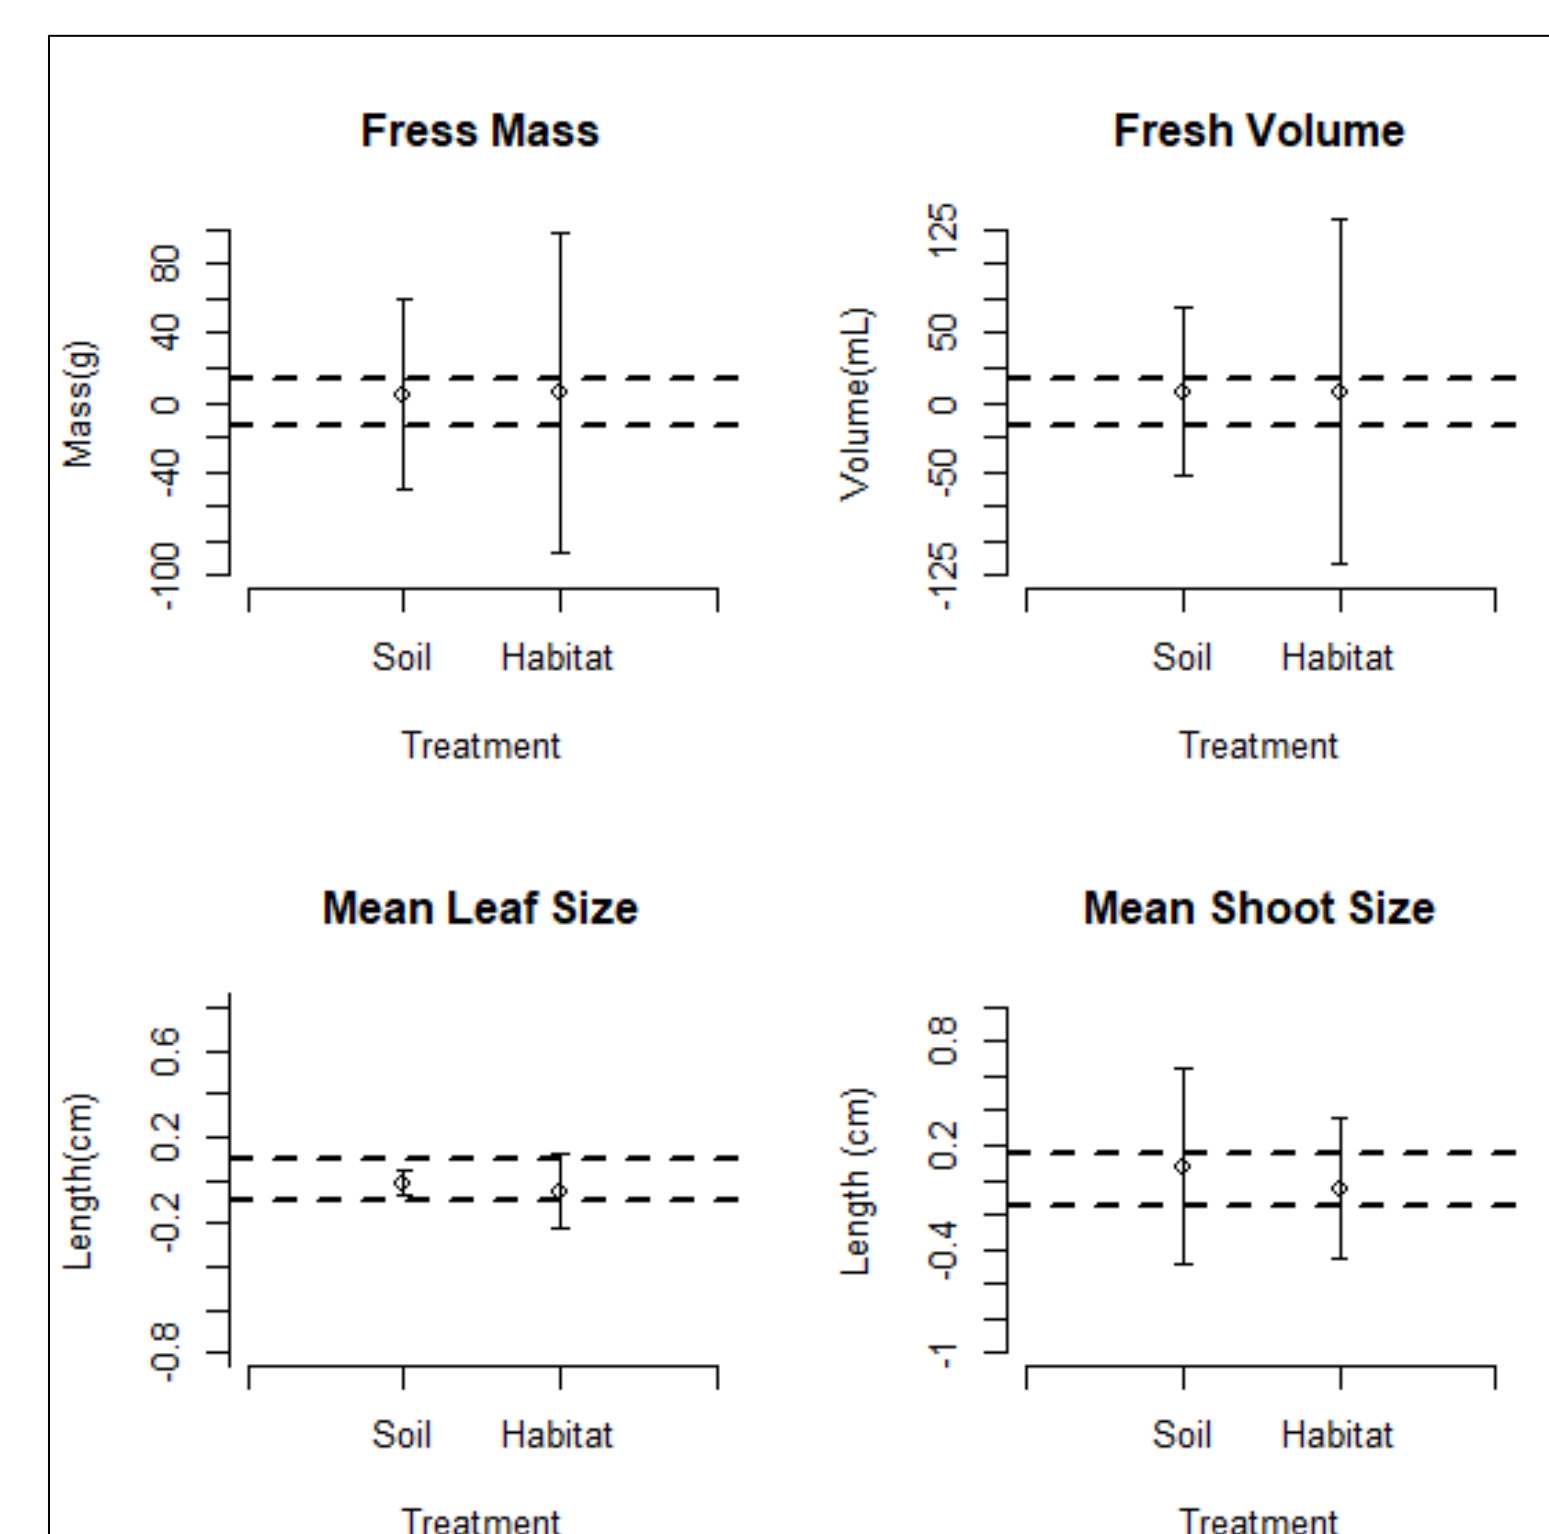 Fress Mass
Mass(g)
80
40
0
-40
-100
Soil Habitat
Treatment
Fresh Volume
Volume(mL)
125
50
0
-50
-125
Soil Habitat
Treatment
Mean Leaf Size
Length(cm)
0.6
0.2
-0.2
-0.8
Soil Habitat
Treatment
Mean Shoot Size
Length (cm)
0.8
0.2
-0.4
-1
Soil Habitat
Treatment